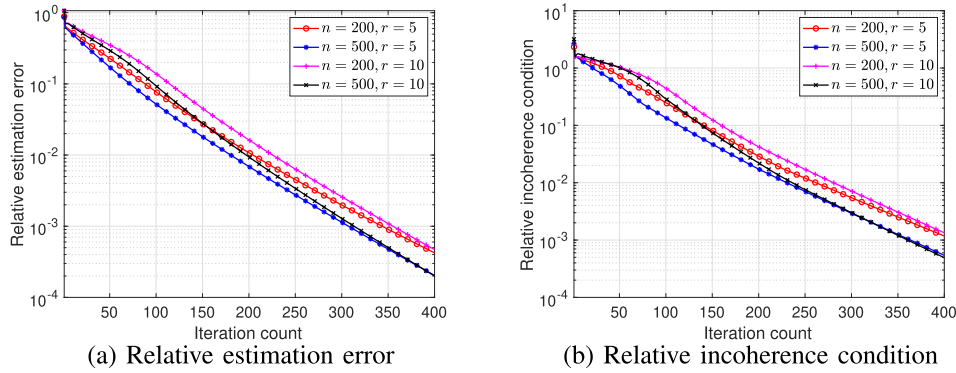 10^0
10^-1
10^-2
10^-3
10^-4
Relative estimation error
50 100 150 200 250 300 350 400
Iteration count
n = 200, r = 5
n = 500, r = 5
n = 200, r = 10
n = 500, r = 10
(a) Relative estimation error
10^2
10^1
10^0
10^-1
10^-2
10^-3
10^-4
Relative incoherence condition
50 100 150 200 250 300 350 400
Iteration count
n = 200, r = 5
n = 500, r = 5
n = 200, r = 10
n = 500, r = 10
(b) Relative incoherence condition